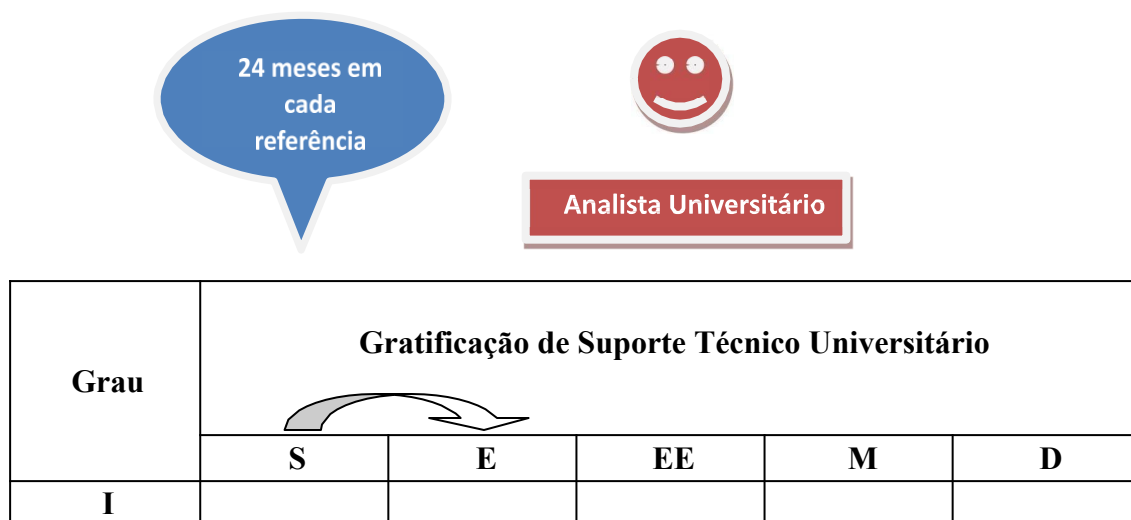 24 meses em
cada
referência
Analista Universitário
Grau
Gratificação de Suporte Técnico Universitário
S E EE M D
I